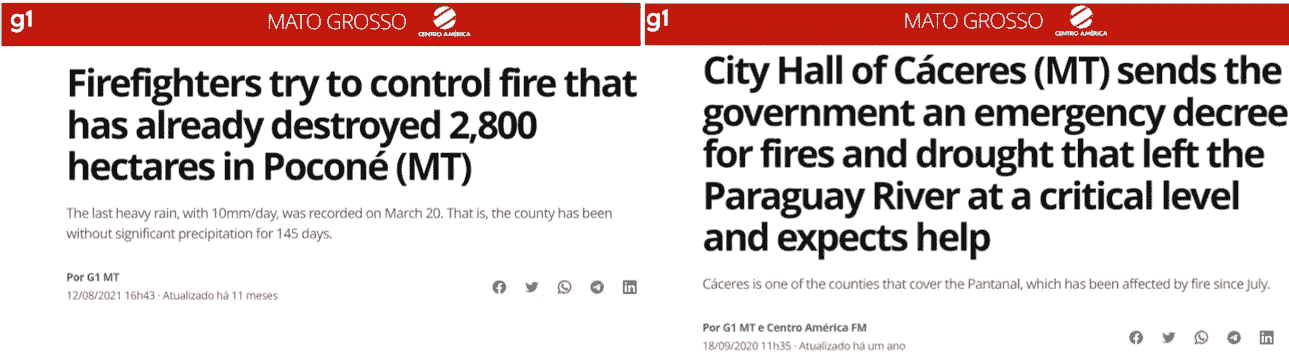 g1
MATO GROSSO
CENTRO AMÉRICA
Firefighters try to control fire that
has already destroyed 2,800
hectares in Poconé (MT)
The last heavy rain, with 10mm/day, was recorded on March 20. That is, the county has been
without significant precipitation for 145 days.
Por G1 MT
12/08/2021 16h43 · Atualizado há 11 meses
g1
MATO GROSSO
CENTRO AMÉRICA
City Hall of Cáceres (MT) sends the
government an emergency decree
for fires and drought that left the
Paraguay River at a critical level
and expects help
Cáceres is one of the counties that cover the Pantanal, which has been affected by fire since July.
Por G1 MT e Centro América FM
18/09/2020 11h35 · Atualizado há um ano